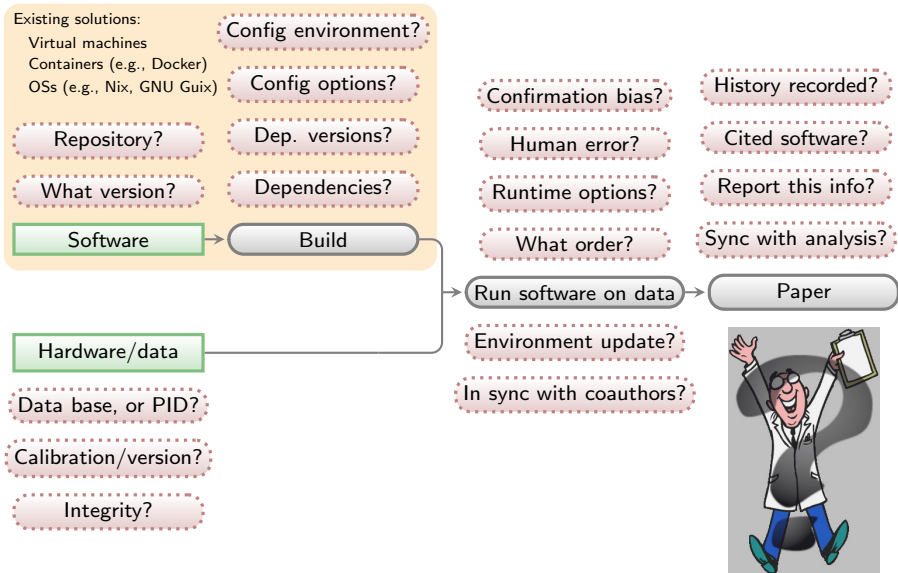 Existing solutions:
Virtual machines
Containers (e.g., Docker)
OSs (e.g., Nix, GNU Guix)
Config environment?
Config options?
Repository?
Dep. versions?
What version?
Dependencies?
Software
Build
Confirmation bias?
Human error?
Runtime options?
What order?
Run software on data
Environment update?
In sync with coauthors?
History recorded?
Cited software?
Report this info?
Sync with analysis?
Paper
Hardware/data
Data base, or PID?
Calibration/version?
Integrity?
?